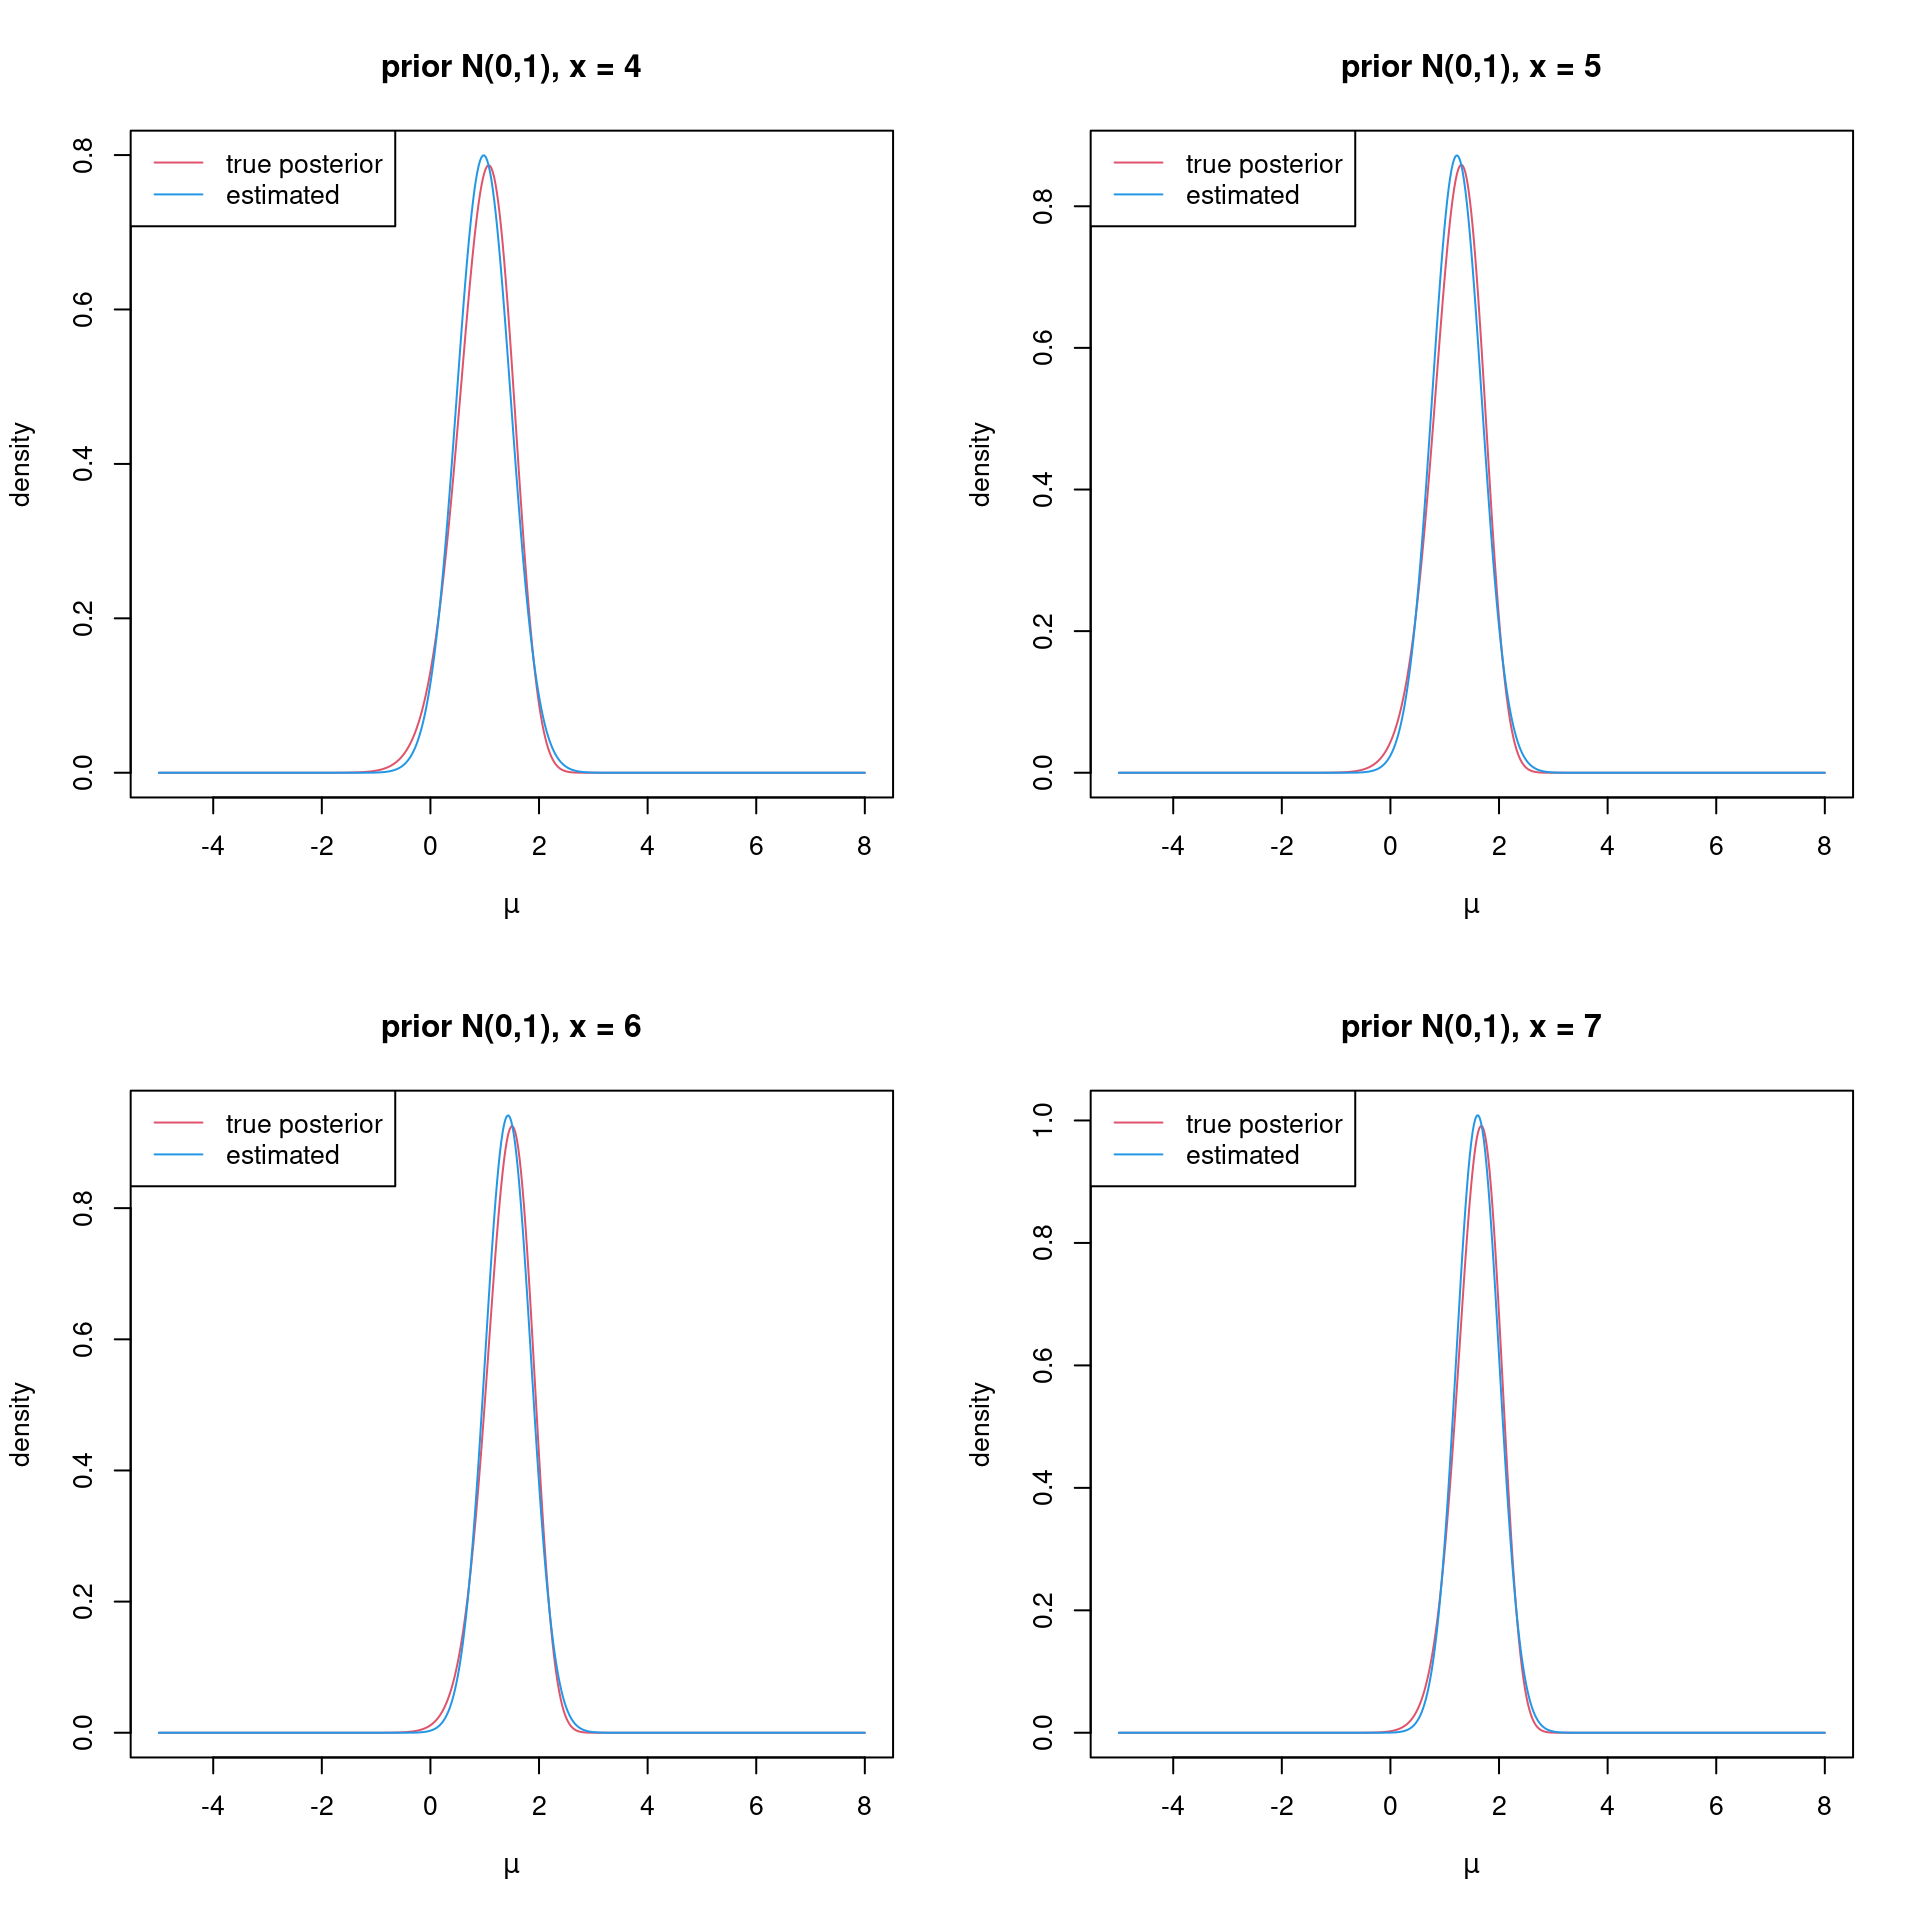 prior N(0,1), x = 4
true posterior
estimated
density
0.0 0.2 0.4 0.6 0.8
-4 -2 0 2 4 6 8
μ
prior N(0,1), x = 5
true posterior
estimated
density
0.0 0.2 0.4 0.6 0.8
-4 -2 0 2 4 6 8
μ
prior N(0,1), x = 6
true posterior
estimated
density
0.0 0.2 0.4 0.6 0.8
-4 -2 0 2 4 6 8
μ
prior N(0,1), x = 7
true posterior
estimated
density
0.0 0.2 0.4 0.6 0.8 1.0
-4 -2 0 2 4 6 8
μ